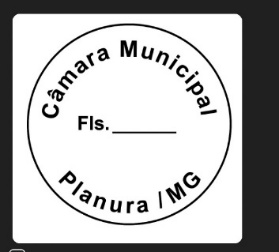 Câmara Municipal
Fls.______
Planura / MG